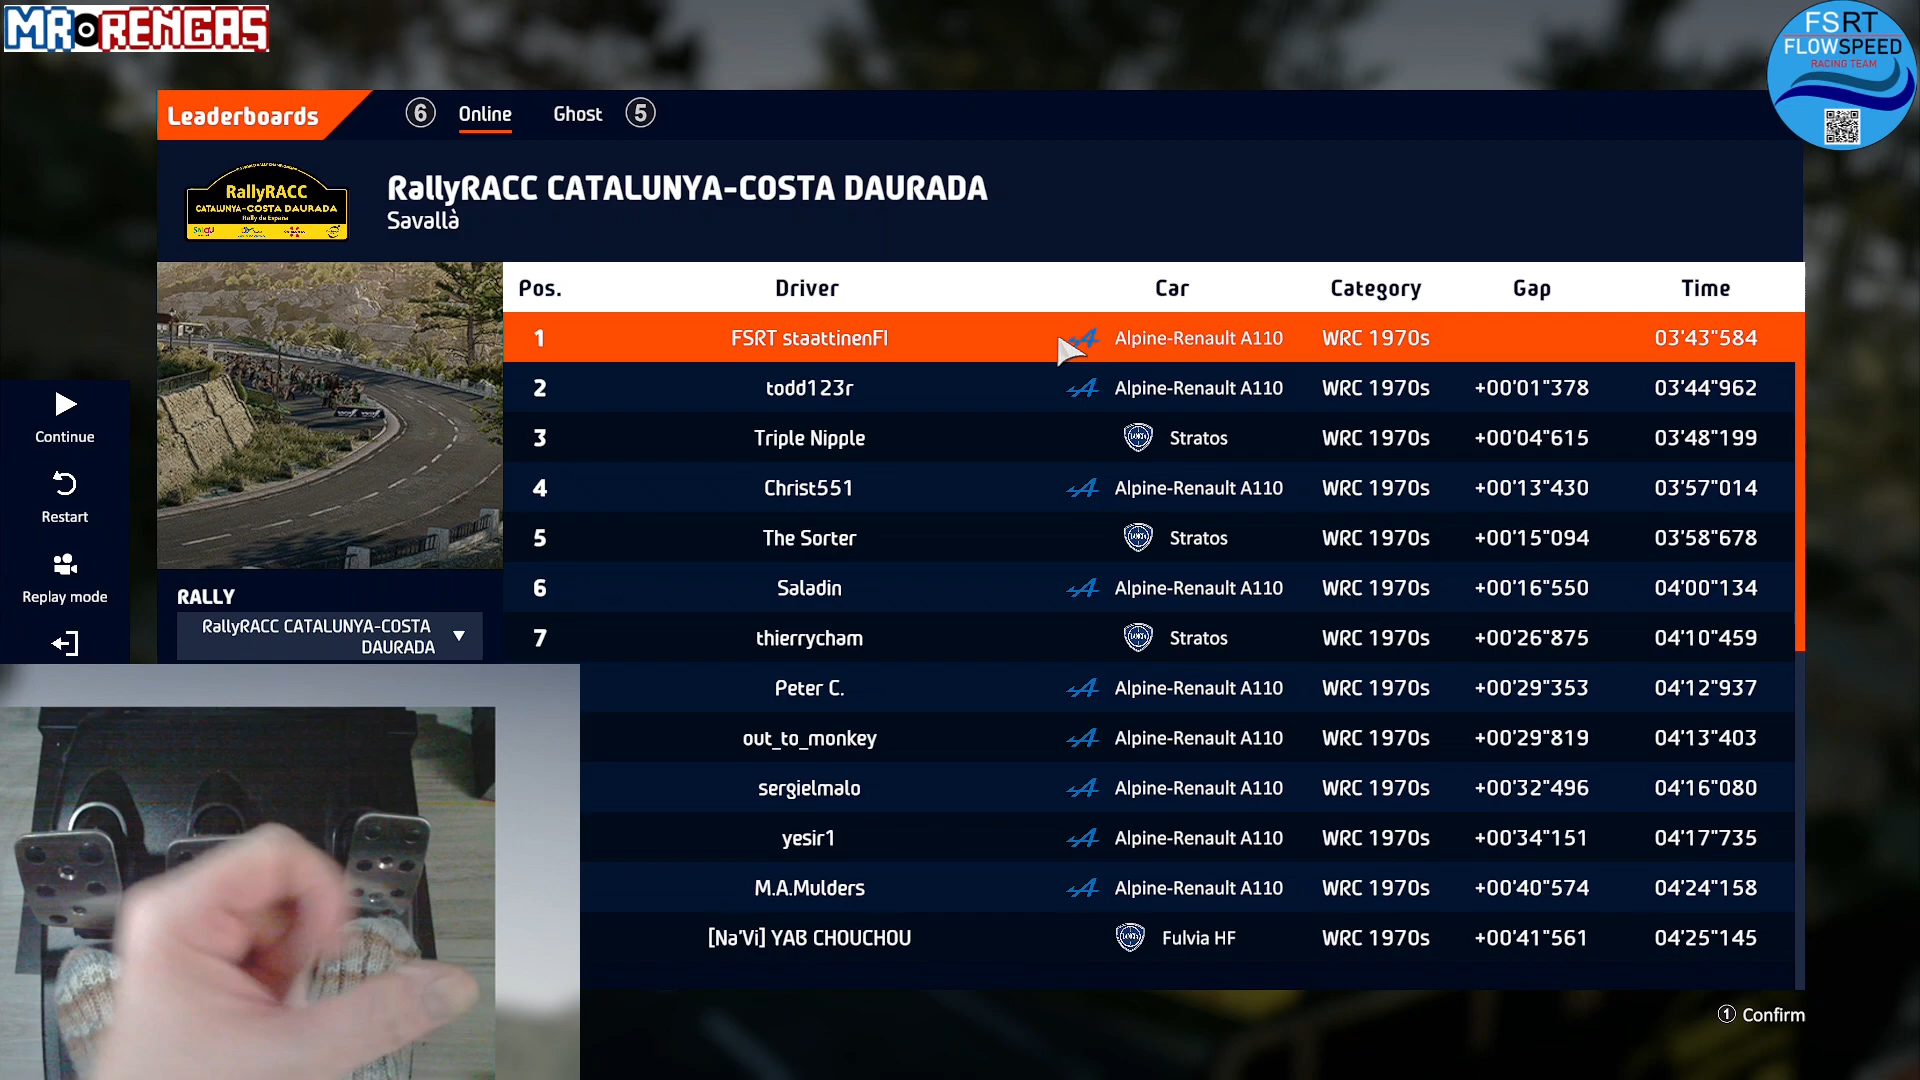 MR RENGAS
FSRT
FLOWSPEED
RACING TEAM
Leaderboards
6 Online Ghost 5
RallyRACC
CATALUNYA-COSTA DAURADA
Rally de España
RallyRACC CATALUNYA-COSTA DAURADA
Savallà
Pos. Driver Car Category Gap Time
1 FSRT staattinenFI Alpine-Renault A110 WRC 1970s 03'43"584
2 todd123r Alpine-Renault A110 WRC 1970s +00'01"378 03'44"962
3 Triple Nipple Stratos WRC 1970s +00'04"615 03'48"199
4 Christ551 Alpine-Renault A110 WRC 1970s +00'13"430 03'57"014
5 The Sorter Stratos WRC 1970s +00'15"094 03'58"678
6 Saladin Alpine-Renault A110 WRC 1970s +00'16"550 04'00"134
7 thierrycham Stratos WRC 1970s +00'26"875 04'10"459
Peter C. Alpine-Renault A110 WRC 1970s +00'29"353 04'12"937
out_to_monkey Alpine-Renault A110 WRC 1970s +00'29"819 04'13"403
sergielmalo Alpine-Renault A110 WRC 1970s +00'32"496 04'16"080
yesir1 Alpine-Renault A110 WRC 1970s +00'34"151 04'17"735
M.A.Mulders Alpine-Renault A110 WRC 1970s +00'40"574 04'24"158
[Na'Vi] YAB CHOUCHOU Fulvia HF WRC 1970s +00'41"561 04'25"145
Continue
Restart
Replay mode
RALLY
RallyRACC CATALUNYA-COSTA
DAURADA
1 Confirm